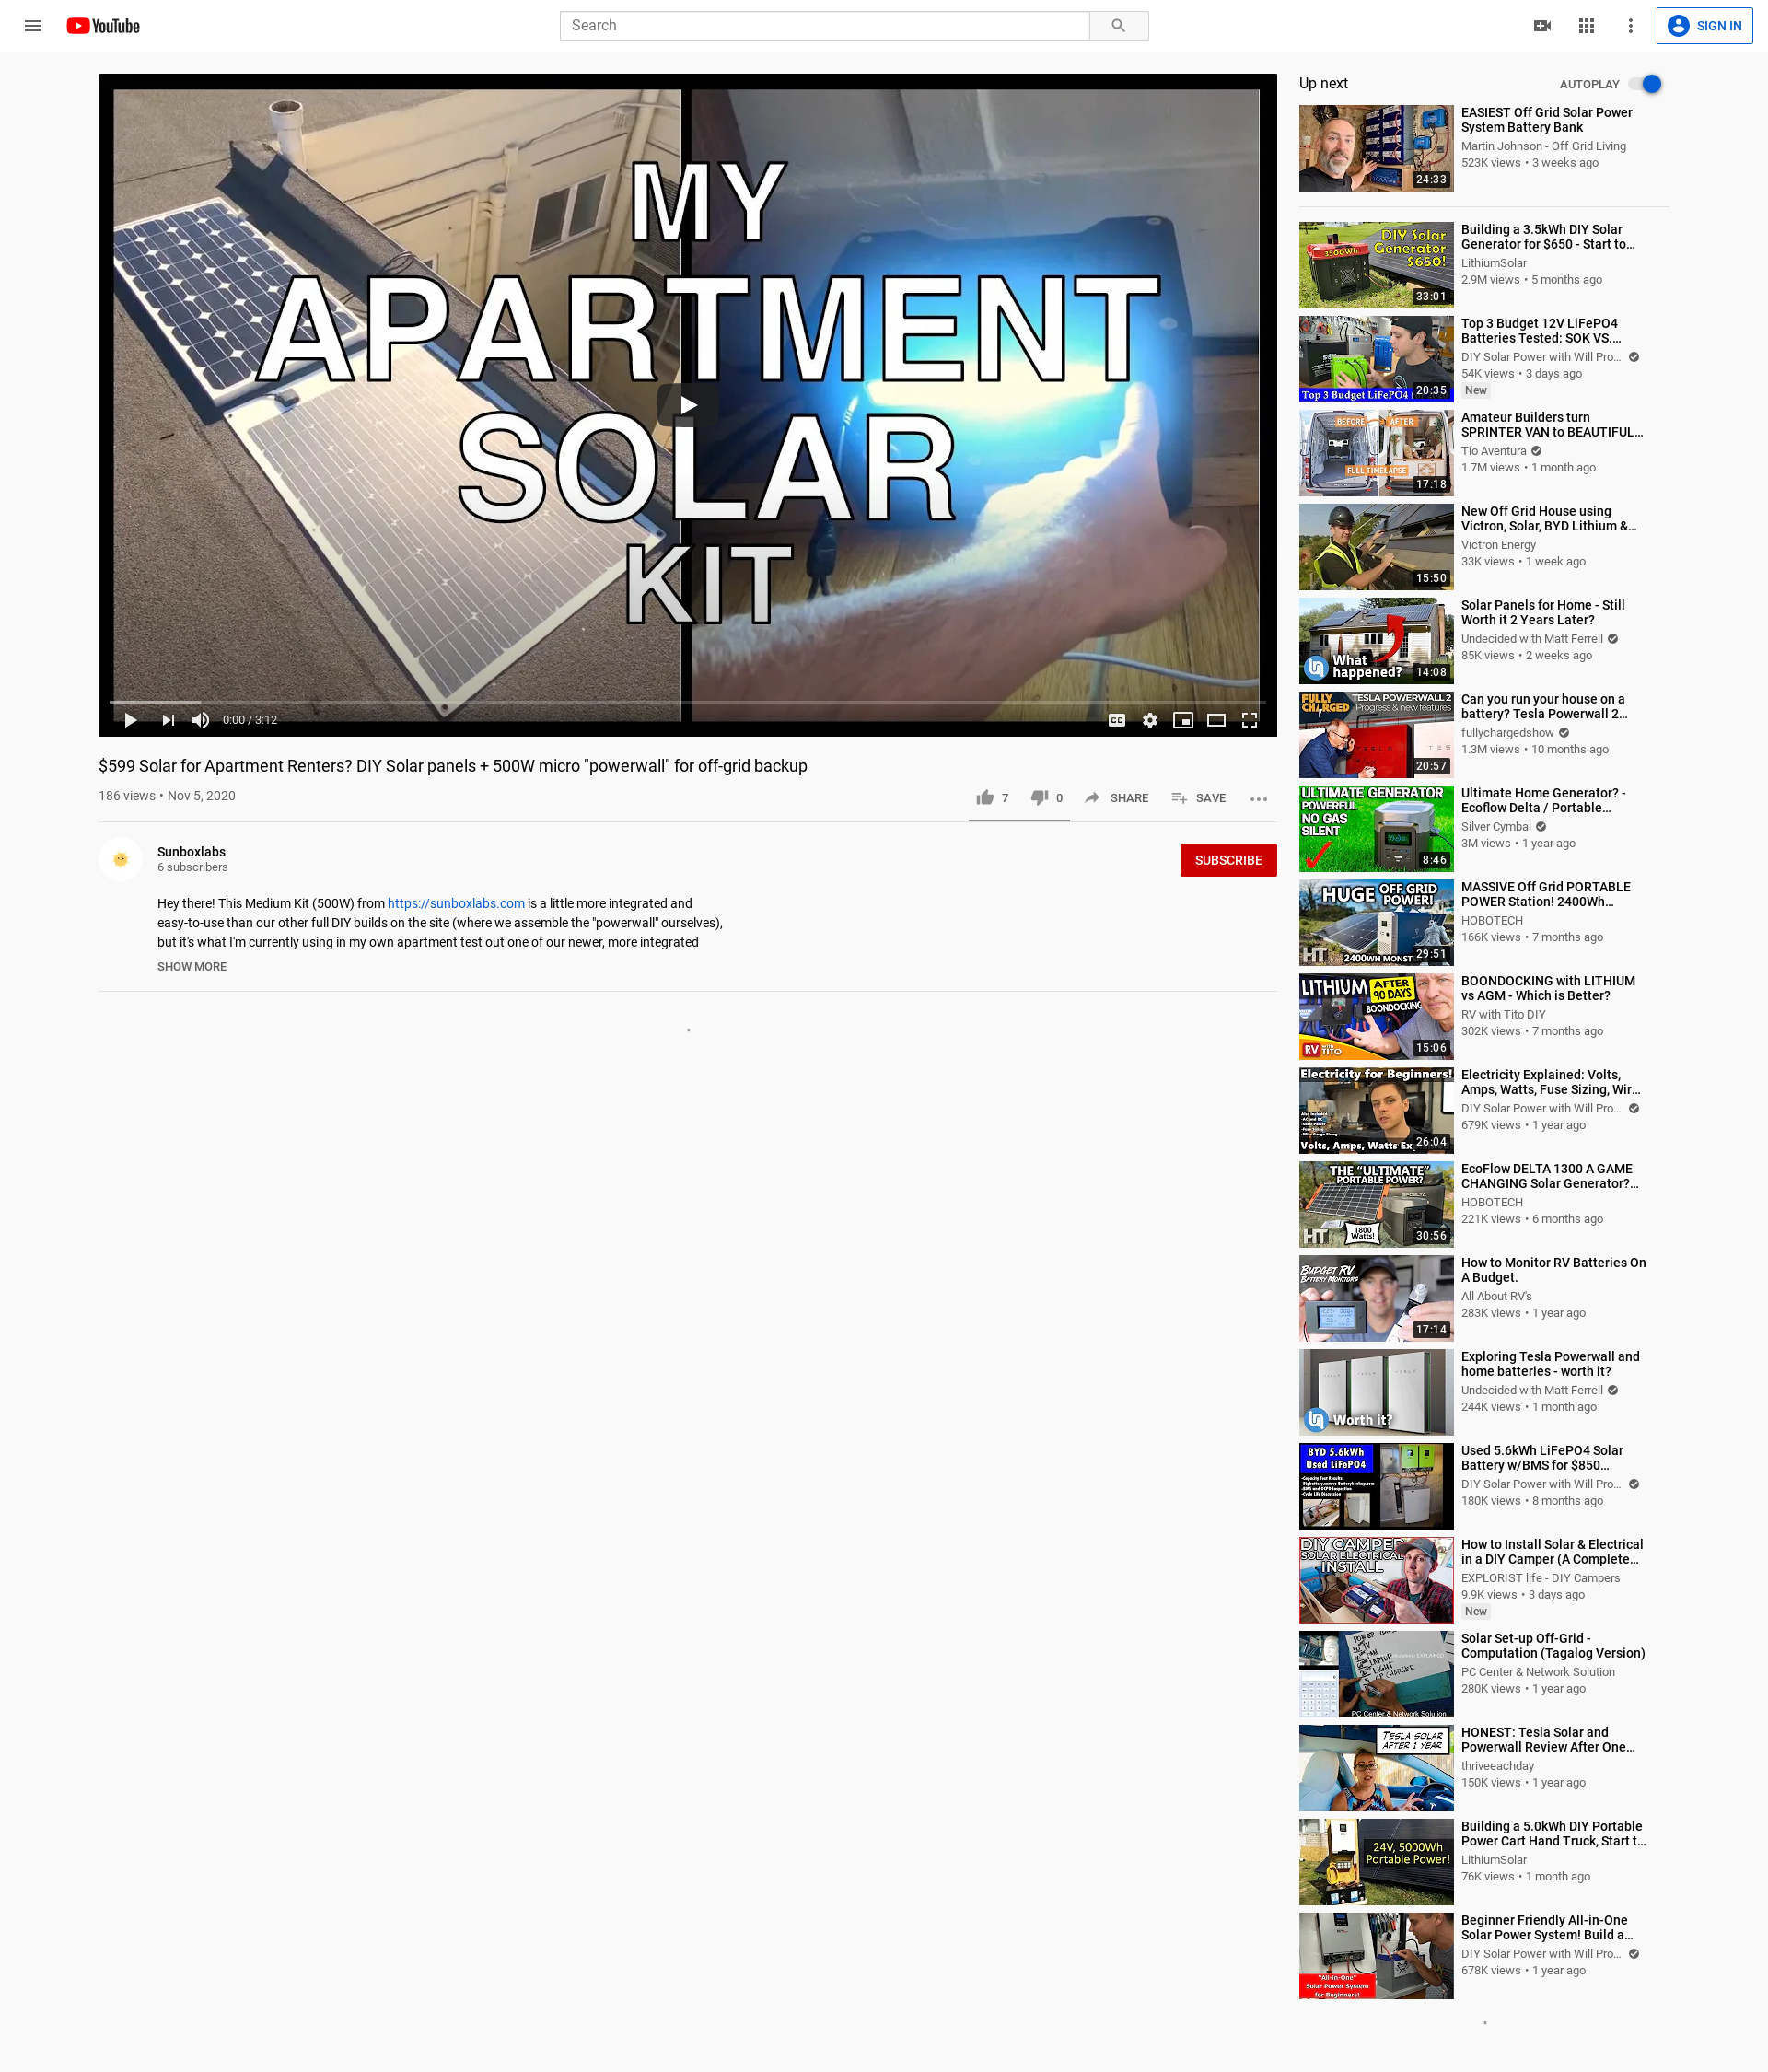 YouTube
Search
SIGN IN
MY
APARTMENT
SOLAR
KIT
0:00 / 3:12
CC
$599 Solar for Apartment Renters? DIY Solar panels + 500W micro "powerwall" for off-grid backup
186 views • Nov 5, 2020
7
0
SHARE
SAVE
Sunboxlabs
6 subscribers
SUBSCRIBE
Hey there! This Medium Kit (500W) from https://sunboxlabs.com is a little more integrated and
easy-to-use than our other full DIY builds on the site (where we assemble the "powerwall" ourselves),
but it's what I'm currently using in my own apartment test out one of our newer, more integrated
SHOW MORE
Up next
AUTOPLAY
24:33
EASIEST Off Grid Solar Power
System Battery Bank
Martin Johnson - Off Grid Living
523K views • 3 weeks ago
DIY Solar
Generator
$650!
3500Wh
33:01
Building a 3.5kWh DIY Solar
Generator for $650 - Start to...
LithiumSolar
2.9M views • 5 months ago
Top 3 Budget LiFePO4
20:35
Top 3 Budget 12V LiFePO4
Batteries Tested: SOK VS....
DIY Solar Power with Will Pro...
54K views • 3 days ago
New
BEFORE
AFTER
FULL TIMELAPSE
17:18
Amateur Builders turn
SPRINTER VAN to BEAUTIFUL...
Tío Aventura
1.7M views • 1 month ago
15:50
New Off Grid House using
Victron, Solar, BYD Lithium &...
Victron Energy
33K views • 1 week ago
What
happened?
14:08
Solar Panels for Home - Still
Worth it 2 Years Later?
Undecided with Matt Ferrell
85K views • 2 weeks ago
FULLY
CHARGED
TESLA POWERWALL 2
Progress & new features
TESLA
TES
20:57
Can you run your house on a
battery? Tesla Powerwall 2...
fullychargedshow
1.3M views • 10 months ago
ULTIMATE GENERATOR
POWERFUL
NO GAS
SILENT
8:46
Ultimate Home Generator? -
Ecoflow Delta / Portable...
Silver Cymbal
3M views • 1 year ago
HUGE OFF GRID
POWER!
HT
2400WH MONST
29:51
MASSIVE Off Grid PORTABLE
POWER Station! 2400Wh...
HOBOTECH
166K views • 7 months ago
LITHIUM
AFTER
90 DAYS
BOONDOCKING
RV WITH
TITO
15:06
BOONDOCKING with LITHIUM
vs AGM - Which is Better?
RV with Tito DIY
302K views • 7 months ago
Electricity for Beginners!
Volts, Amps, Watts Ex
26:04
Electricity Explained: Volts,
Amps, Watts, Fuse Sizing, Wir...
DIY Solar Power with Will Pro...
679K views • 1 year ago
THE "ULTIMATE"
PORTABLE POWER?
DELTA
HT
1800
Watts!
30:56
EcoFlow DELTA 1300 A GAME
CHANGING Solar Generator?...
HOBOTECH
221K views • 6 months ago
BUDGET RV
BATTERY MONITORS
17:14
How to Monitor RV Batteries On
A Budget.
All About RV's
283K views • 1 year ago
TESLA TESLA TESLA
Worth it?
Exploring Tesla Powerwall and
home batteries - worth it?
Undecided with Matt Ferrell
244K views • 1 month ago
BYD 5.6kWh
Used LiFePO4
Used 5.6kWh LiFePO4 Solar
Battery w/BMS for $850...
DIY Solar Power with Will Pro...
180K views • 8 months ago
DIY CAMPER
SOLAR ELECTRICAL
INSTALL
How to Install Solar & Electrical
in a DIY Camper (A Complete...
EXPLORIST life - DIY Campers
9.9K views • 3 days ago
New
PC Center & Network Solution
Solar Set-up Off-Grid -
Computation (Tagalog Version)
PC Center & Network Solution
280K views • 1 year ago
TESLA SOLAR
AFTER 1 YEAR
HONEST: Tesla Solar and
Powerwall Review After One...
thriveeachday
150K views • 1 year ago
24V, 5000Wh
Portable Power!
Building a 5.0kWh DIY Portable
Power Cart Hand Truck, Start t...
LithiumSolar
76K views • 1 month ago
"All-in-One"
Solar Power System
for Beginners!
Beginner Friendly All-in-One
Solar Power System! Build a...
DIY Solar Power with Will Pro...
678K views • 1 year ago